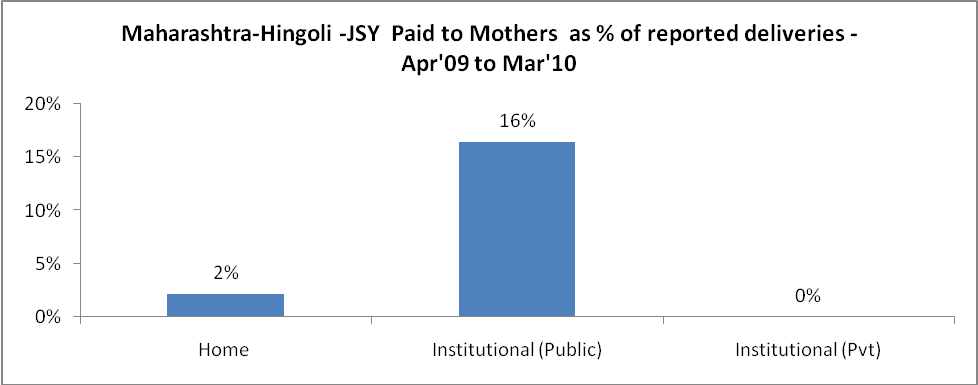 Maharashtra-Hingoli -JSY  Paid to Mothers  as % of reported deliveries -
Apr'09 to Mar'10
20%
15%
10%
5%
0%
2%
16%
0%
Home
Institutional (Public)
Institutional (Pvt)